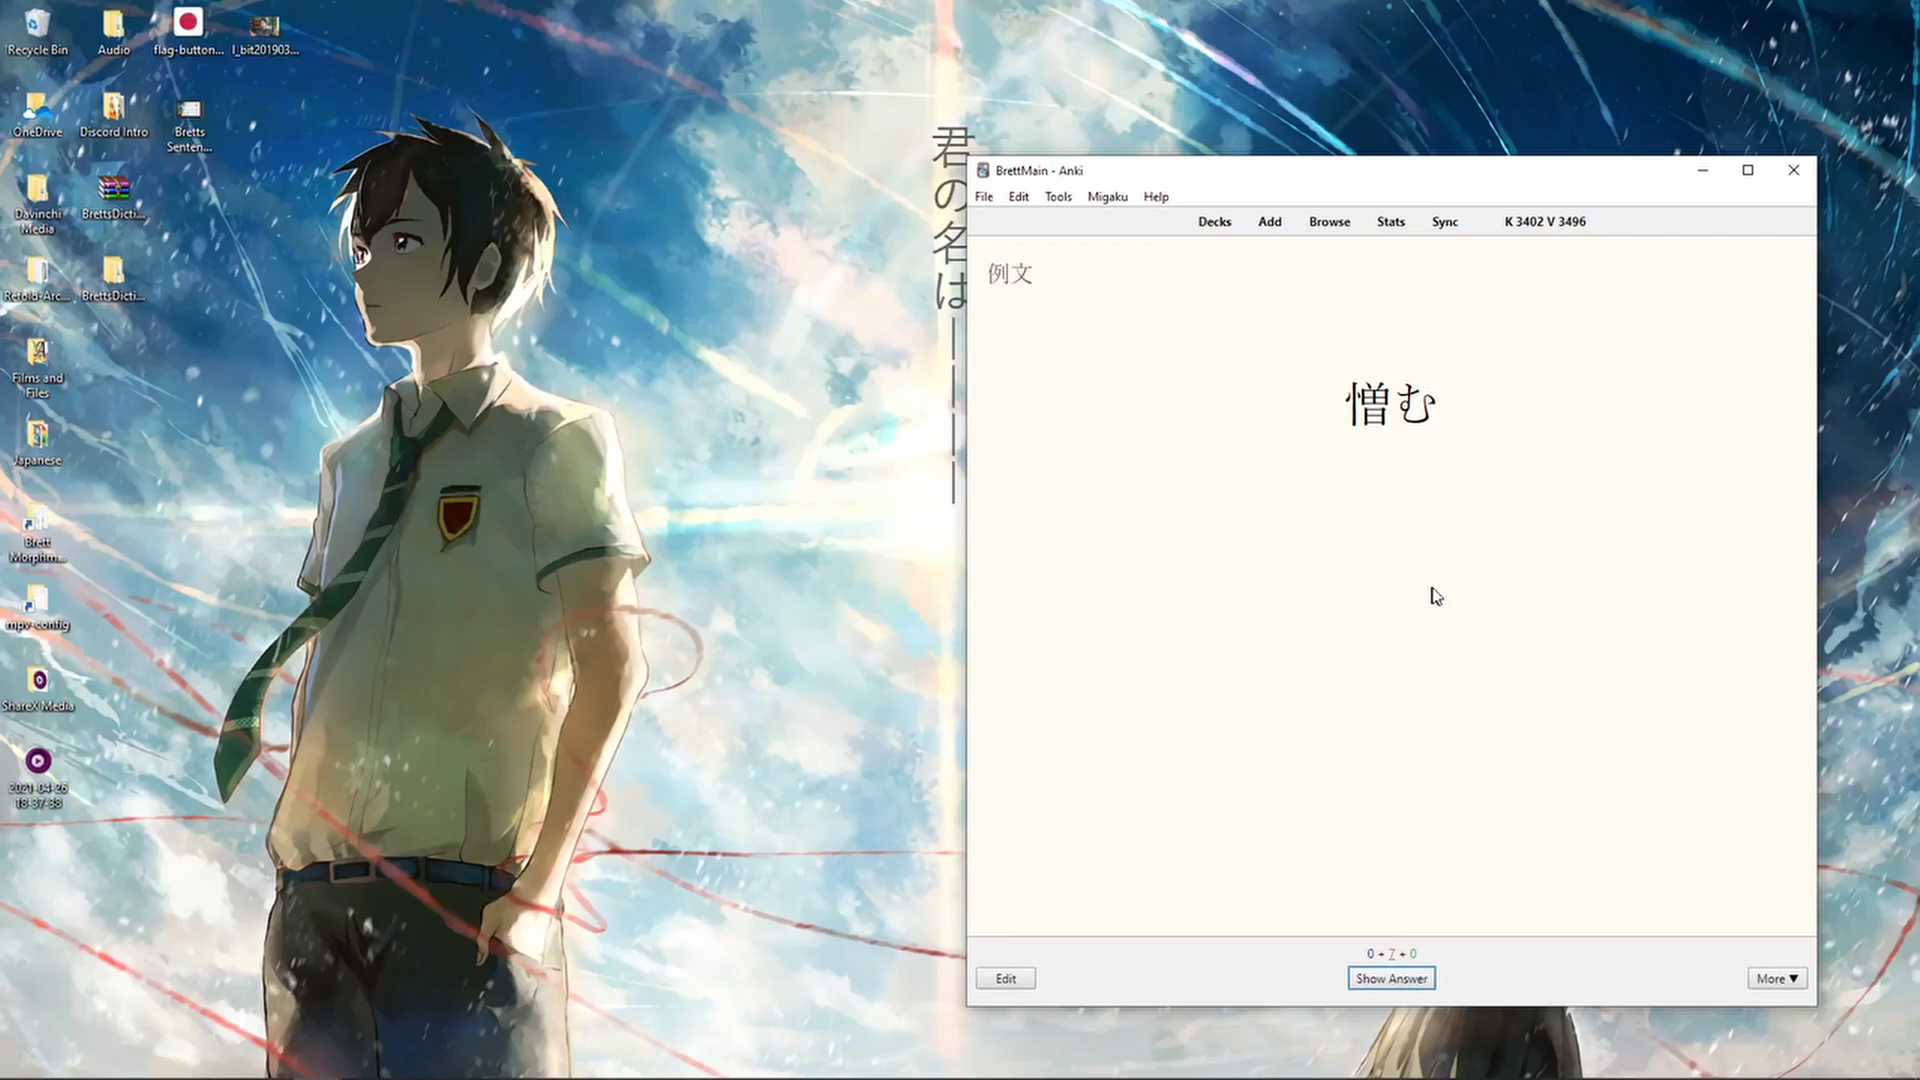 Recycle Bin
Audio
flag-button...
l_bit201903...
OneDrive
Discord Intro
Bretts
Senten...
Davinchi
Media
BrettsDicti...
Refold-Arc...
BrettsDicti...
Films and
Files
Japanese
Brett
Morphm...
mpv-config
ShareX Media
2021-04-26
18-37-38
君の名は
BrettMain - Anki
File
Edit
Tools
Migaku
Help
Decks
Add
Browse
Stats
Sync
K 3402 V 3496
例文
憎む
0 + 7 + 0
Edit
Show Answer
More ▼